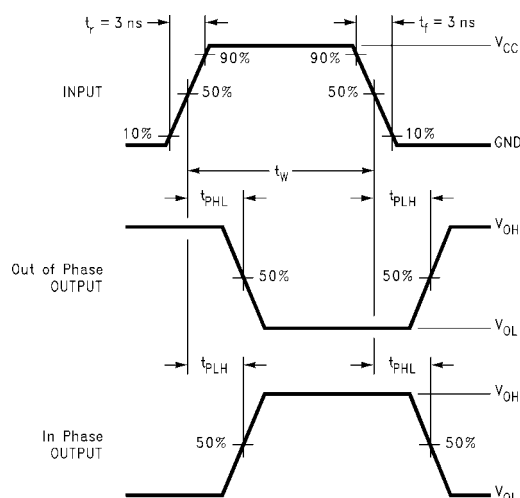 t_r = 3 ns
t_f = 3 ns
V_CC
90%
90%
INPUT
50%
50%
10%
10%
GND
t_W
t_PHL
t_PLH
V_OH
Out of Phase
OUTPUT
50%
50%
V_OL
t_PLH
t_PHL
V_OH
In Phase
OUTPUT
50%
50%
V_OL